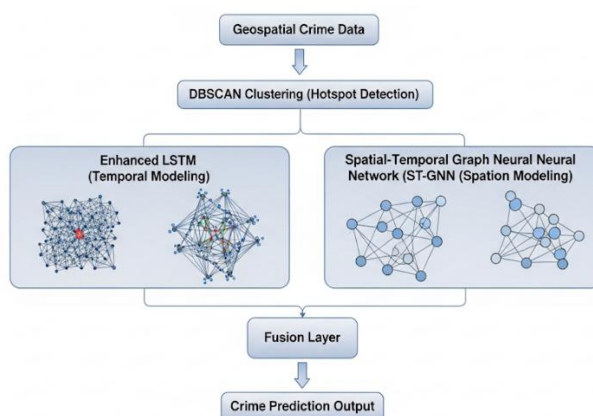 Geospatial Crime Data
DBSCAN Clustering (Hotspot Detection)
Enhanced LSTM
(Temporal Modeling)
Spatial-Temporal Graph Neural Neural
Network (ST-GNN (Spation Modeling)
Fusion Layer
Crime Prediction Output